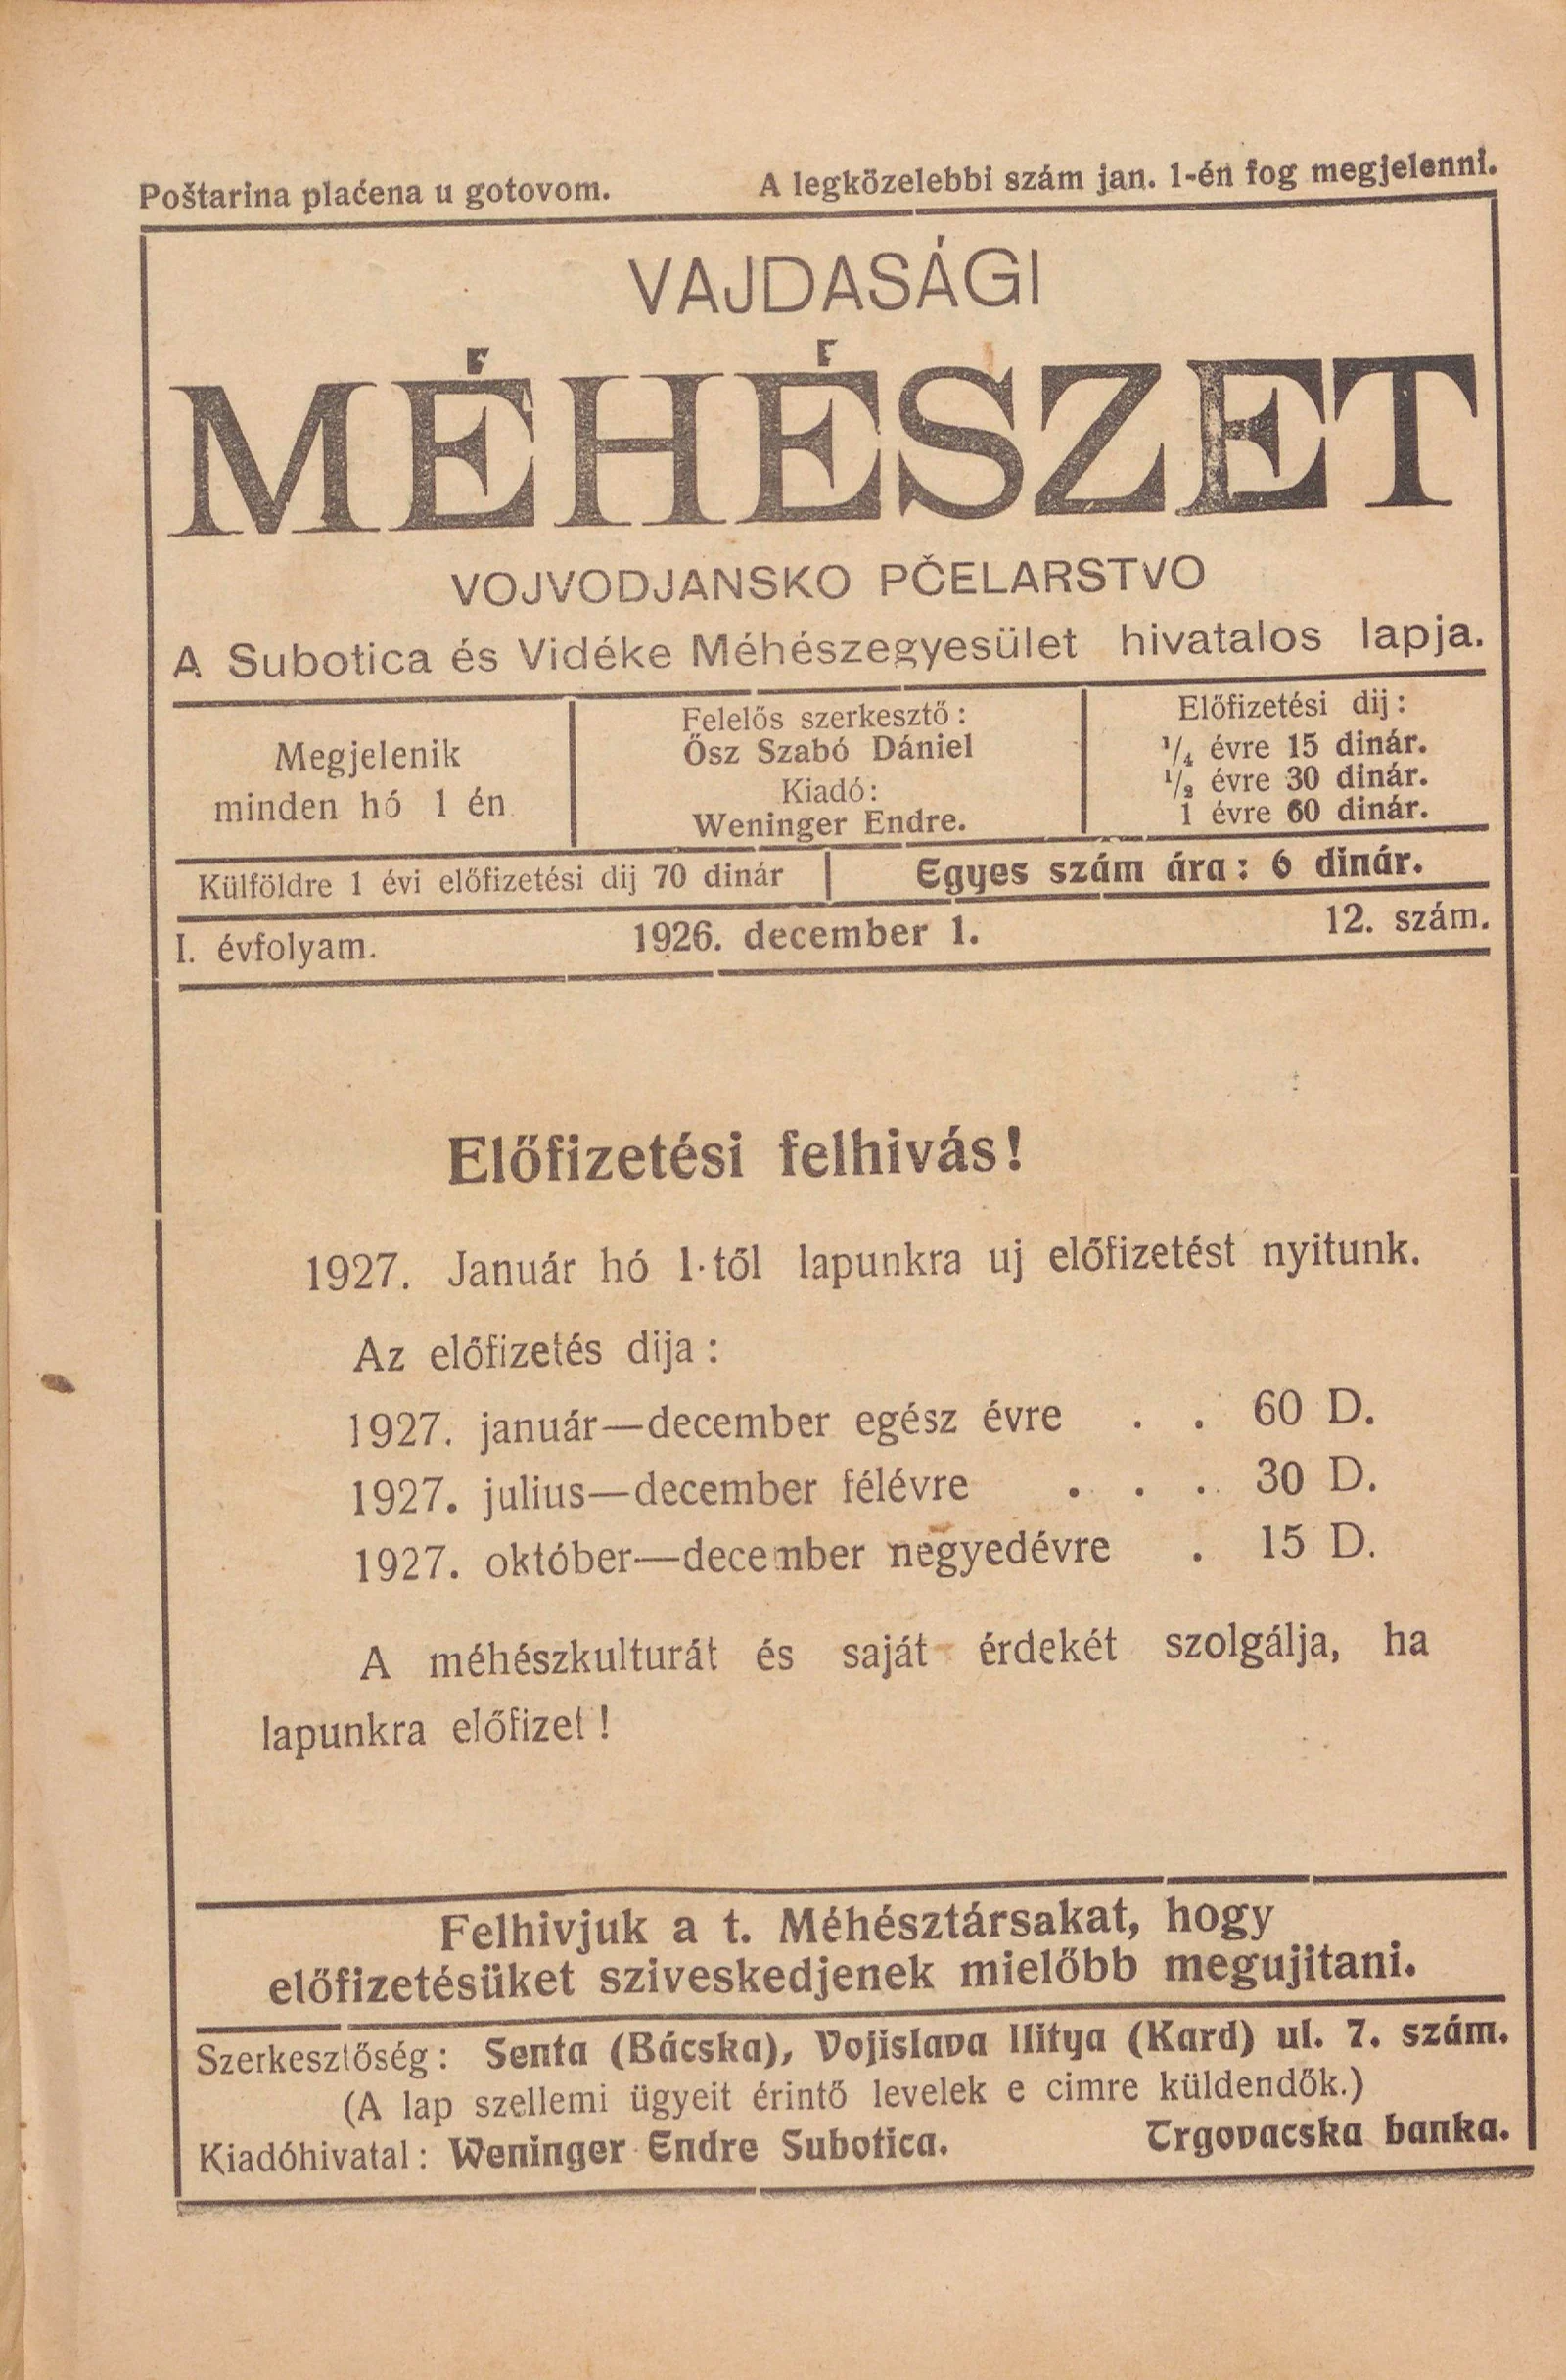 Poštarina plaćena u gotovom.
A legközelebbi szám jan. 1-én fog megjelenni.
VAJDASÁGI
MÉHÉSZET
VOJVODJANSKO PČELARSTVO
A Subotica és Vidéke Méhészegyesület hivatalos lapja.
Megjelenik
minden hó 1 én
Felelős szerkesztő:
Ősz Szabó Dániel
Kiadó:
Weninger Endre.
Előfizetési dij:
1/4 évre 15 dinár.
1/2 évre 30 dinár.
1 évre 60 dinár.
Külföldre 1 évi előfizetési dij 70 dinár
Egyes szám ára: 6 dinár.
I. évfolyam.
1926. december 1.
12. szám.
Előfizetési felhivás!
1927. Január hó 1-től lapunkra uj előfizetést nyitunk.
Az előfizetés dija:
1927. január—december egész évre . . 60 D.
1927. julius—december félévre . . . 30 D.
1927. október—december negyedévre . 15 D.
A méhészkulturát és saját érdekét szolgálja, ha
lapunkra előfizet!
Felhivjuk a t. Méhésztársakat, hogy
előfizetésüket sziveskedjenek mielőbb megujitani.
Szerkesztőség: Senta (Bácska), Vojislava Ilitya (Kard) ul. 7. szám.
(A lap szellemi ügyeit érintő levelek e cimre küldendők.)
Kiadóhivatal: Weninger Endre Subotica. Trgovacska banka.